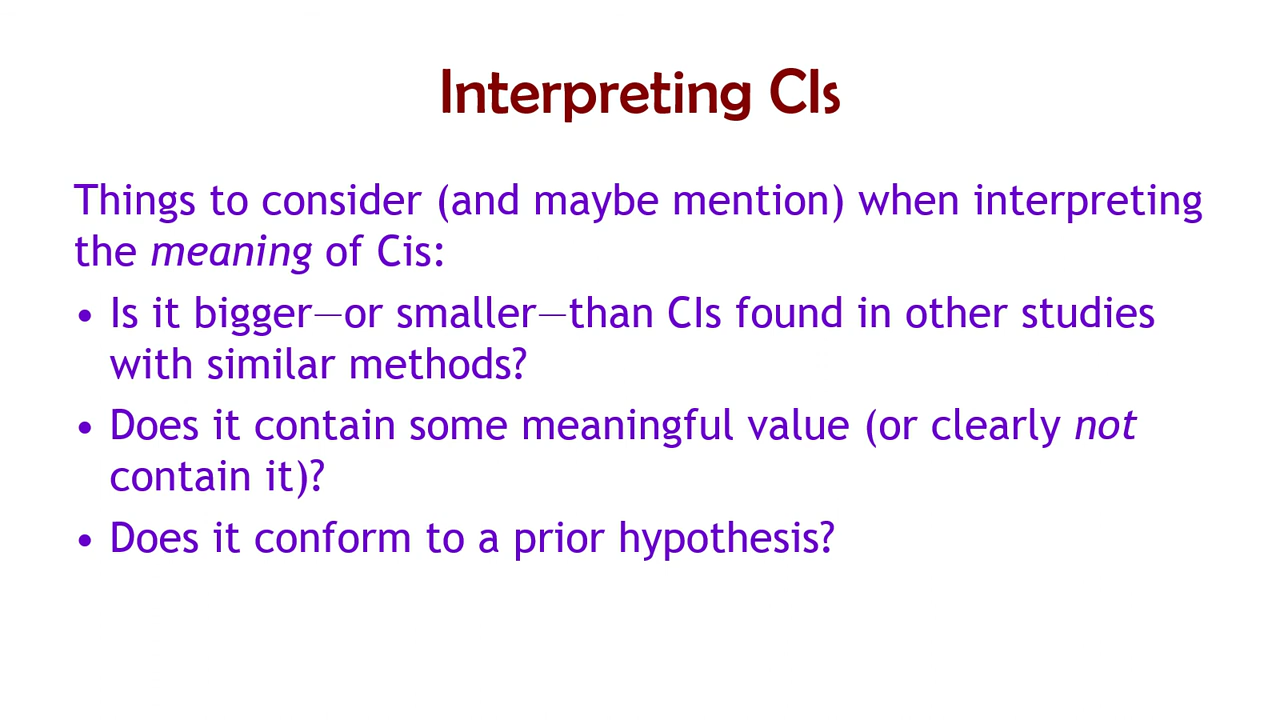 Interpreting CIs
Things to consider (and maybe mention) when interpreting
the meaning of Cis:
• Is it bigger—or smaller—than CIs found in other studies
with similar methods?
• Does it contain some meaningful value (or clearly not
contain it)?
• Does it conform to a prior hypothesis?